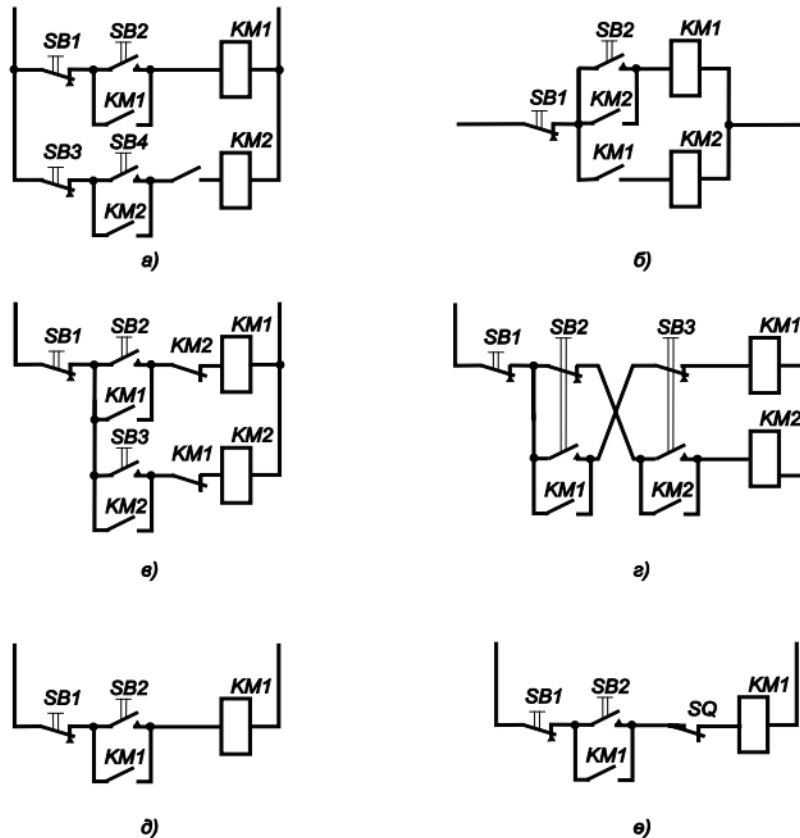 SB1 SB2 KM1
KM1
SB3 SB4 KM2
KM2
а)
SB2 KM1
SB1 KM2
KM1 KM2
б)
SB1 SB2 KM2 KM1
KM1
SB3 KM1 KM2
KM2
в)
SB1 SB2 SB3 KM1
KM2
KM1 KM2
г)
SB1 SB2 KM1
KM1
д)
SB1 SB2 SQ KM1
KM1
е)